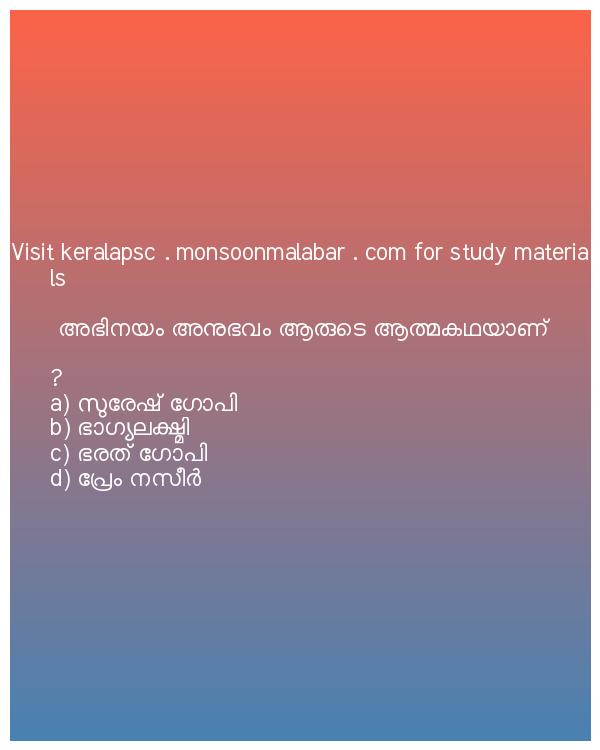 Visit keralapsc . monsoonmalabar . com for study materia
ls
അഭിനയം അനുഭവം ആരുടെ ആത്മകഥയാണ്
?
a) സുരേഷ് ഗോപി
b) ഭാഗ്യലക്ഷ്മി
c) ഭരത് ഗോപി
d) പ്രേം നസീർ